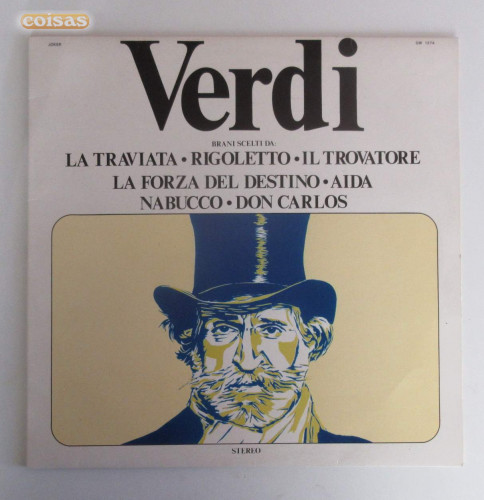 coisas
Verdi
BRANI SCELTI DA:
LA TRAVIATA • RIGOLETTO • IL TROVATORE
LA FORZA DEL DESTINO • AIDA
NABUCCO • DON CARLOS
STEREO